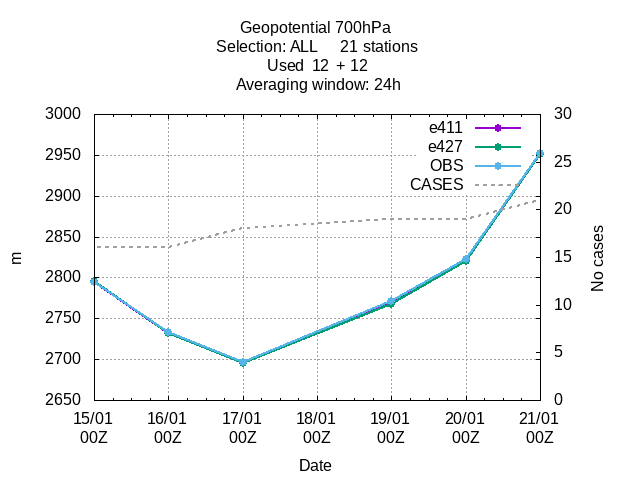 Geopotential 700hPa
Selection: ALL     21 stations
Used  12  + 12
Averaging window: 24h
3000
2950
2900
2850
2800
2750
2700
2650
m
30
25
20
15
10
5
0
No cases
e411
e427
OBS
CASES
15/01 16/01 17/01 18/01 19/01 20/01 21/01
00Z 00Z 00Z 00Z 00Z 00Z 00Z
Date